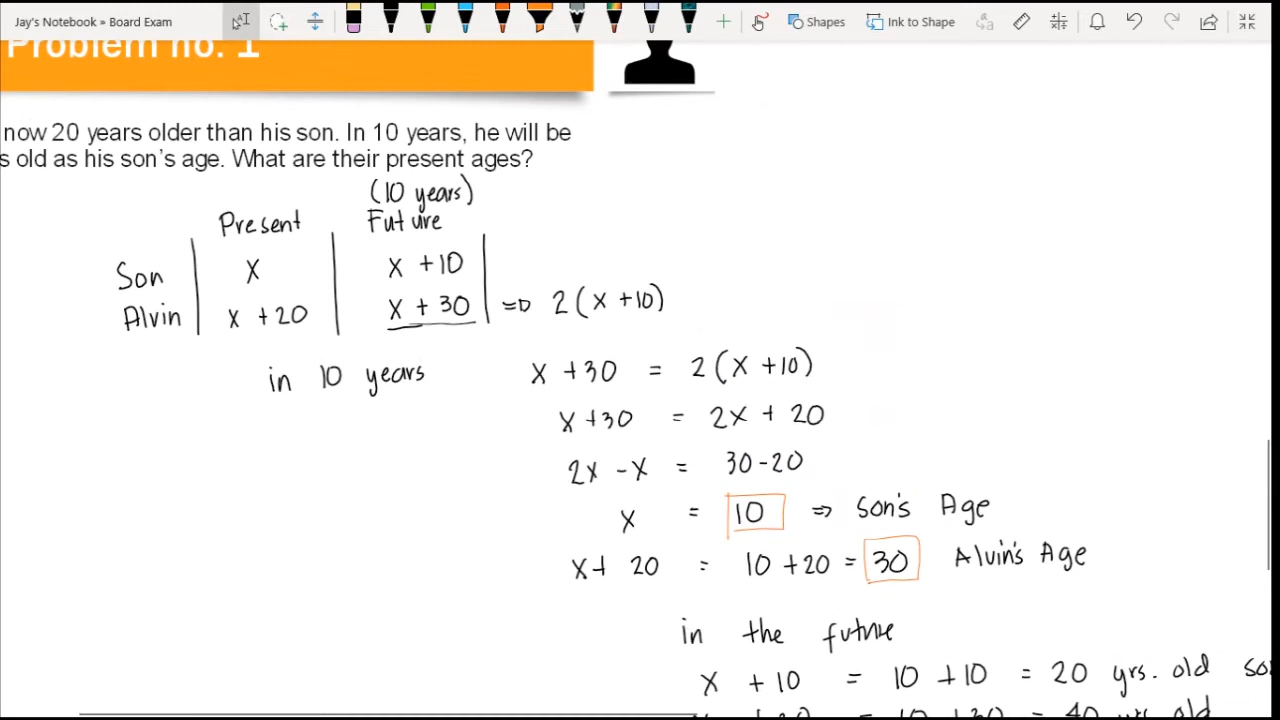 Jay's Notebook » Board Exam
Shapes
Ink to Shape
Problem no. 1
now 20 years older than his son. In 10 years, he will be
s old as his son's age. What are their present ages?
(10 years)
Present Future
Son x x + 10
Alvin x + 20 x + 30 => 2(x + 10)
in 10 years
x + 30 = 2(x + 10)
x + 30 = 2x + 20
2x - x = 30 - 20
x = 10 => Son's Age
x + 20 = 10 + 20 = 30 Alvin's Age
in the future
x + 10 = 10 + 10 = 20 yrs. old so